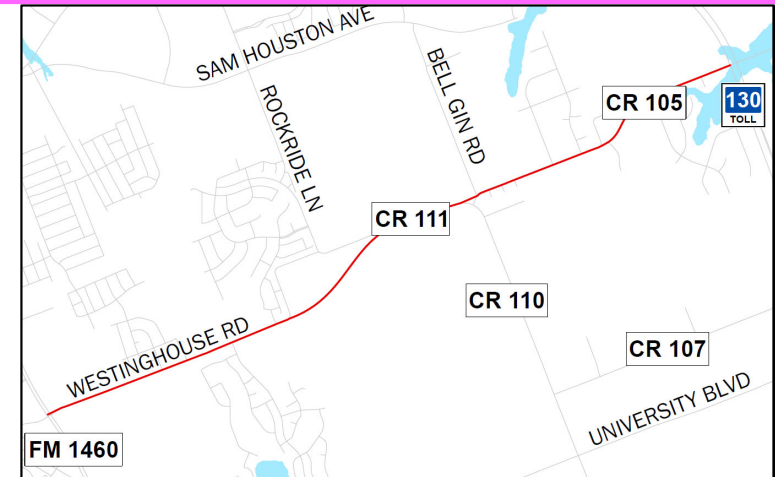 SAM HOUSTON AVE
BELL GIN RD
ROCKRIDE LN
CR 105
130
TOLL
CR 111
CR 110
WESTINGHOUSE RD
CR 107
UNIVERSITY BLVD
FM 1460